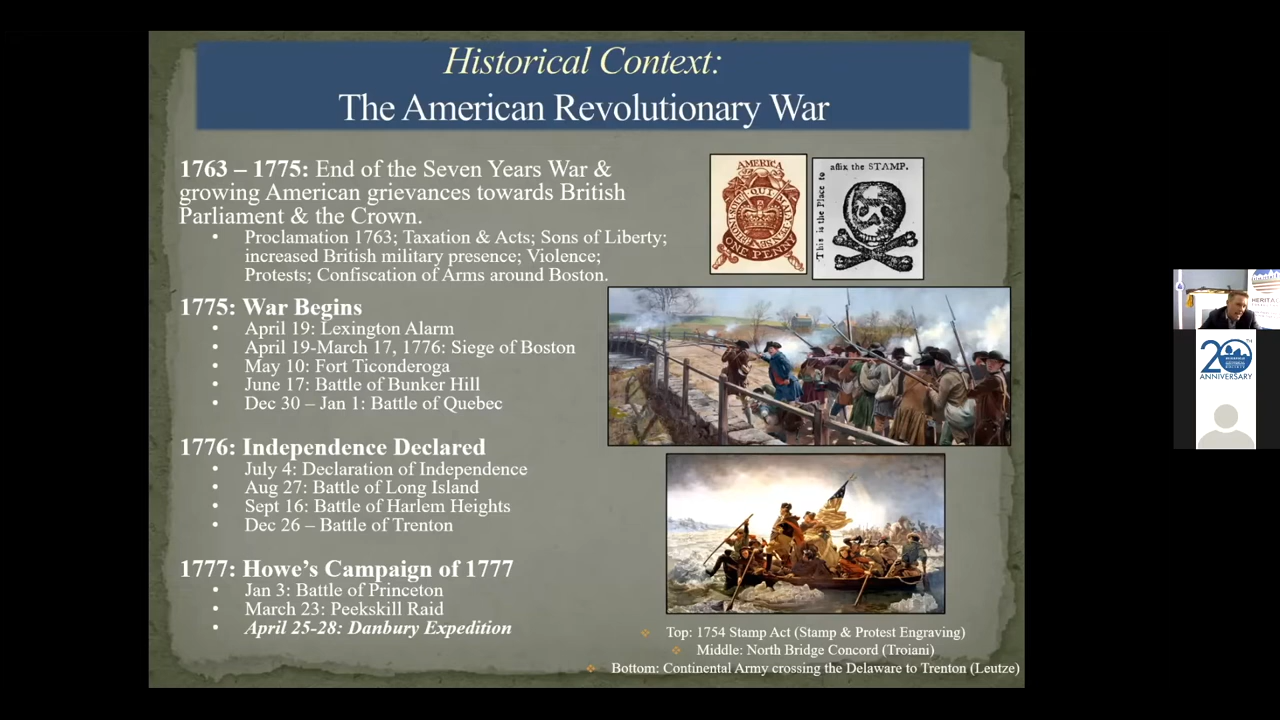 Historical Context:
The American Revolutionary War
1763 – 1775: End of the Seven Years War &
growing American grievances towards British
Parliament & the Crown.
• Proclamation 1763; Taxation & Acts; Sons of Liberty;
increased British military presence; Violence;
Protests; Confiscation of Arms around Boston.
1775: War Begins
• April 19: Lexington Alarm
• April 19-March 17, 1776: Siege of Boston
• May 10: Fort Ticonderoga
• June 17: Battle of Bunker Hill
• Dec 30 – Jan 1: Battle of Quebec
1776: Independence Declared
• July 4: Declaration of Independence
• Aug 27: Battle of Long Island
• Sept 16: Battle of Harlem Heights
• Dec 26 – Battle of Trenton
1777: Howe's Campaign of 1777
• Jan 3: Battle of Princeton
• March 23: Peekskill Raid
• April 25-28: Danbury Expedition
AMERICA
ONE PENNY
affix the STAMP.
This is the Place to
Top: 1754 Stamp Act (Stamp & Protest Engraving)
Middle: North Bridge Concord (Troiani)
Bottom: Continental Army crossing the Delaware to Trenton (Leutze)
20TH
ANNIVERSARY